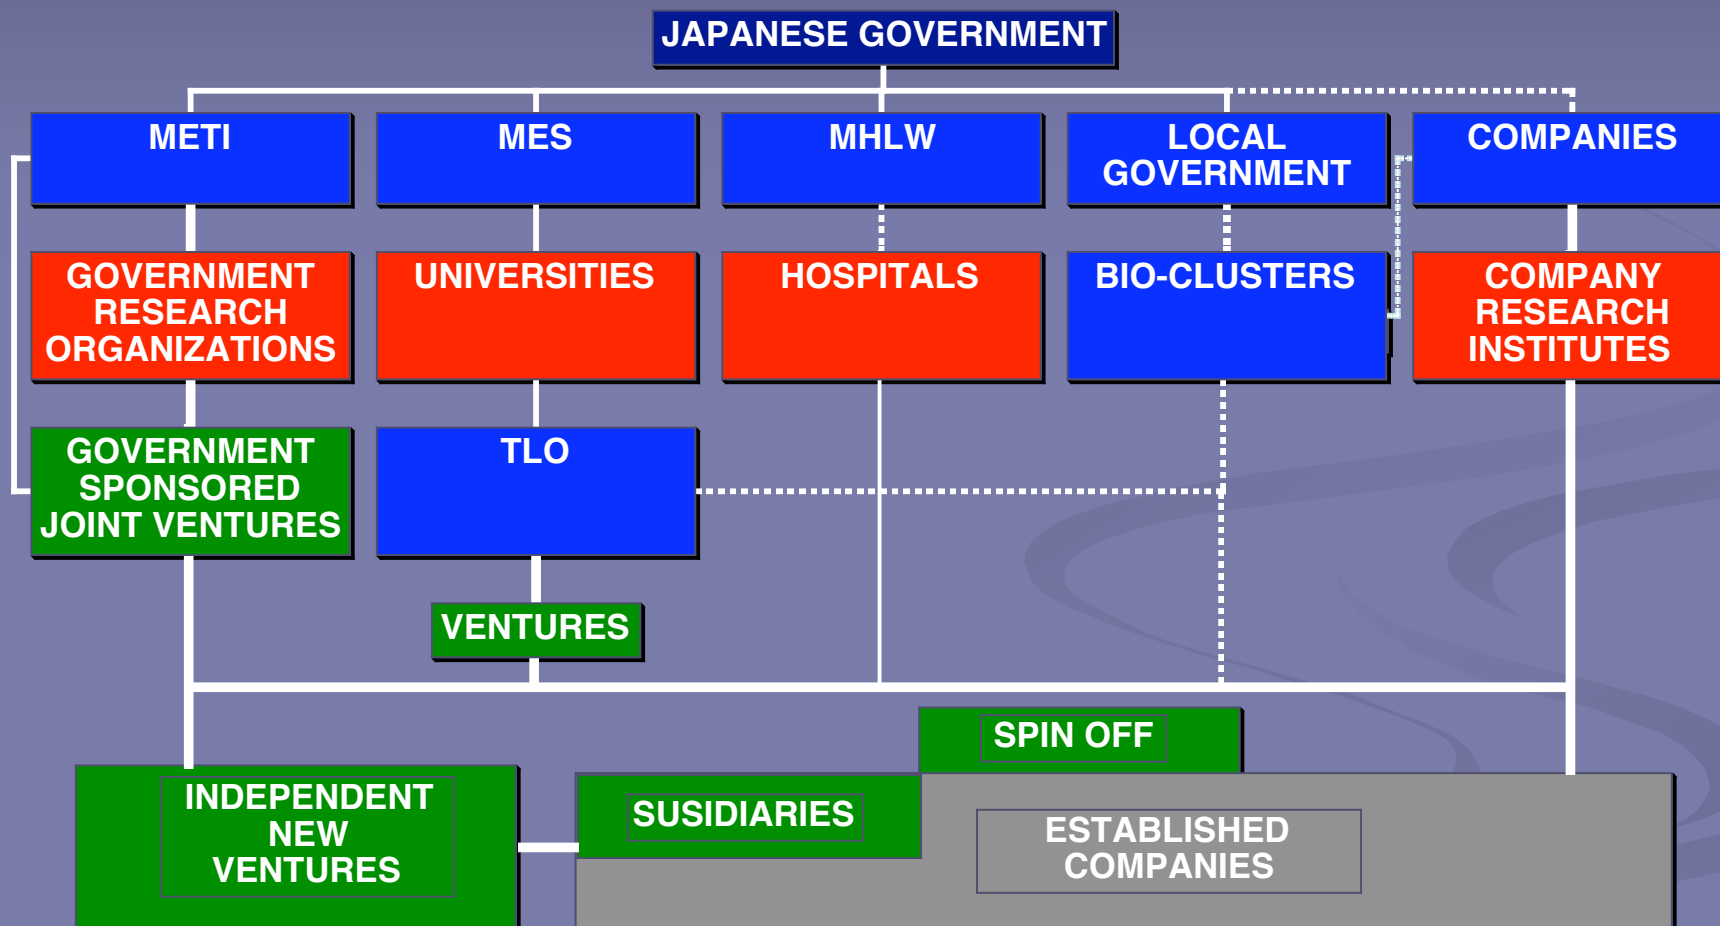 JAPANESE GOVERNMENT
METI
MES
MHLW
LOCAL
GOVERNMENT
COMPANIES
GOVERNMENT
RESEARCH
ORGANIZATIONS
UNIVERSITIES
HOSPITALS
BIO-CLUSTERS
COMPANY
RESEARCH
INSTITUTES
GOVERNMENT
SPONSORED
JOINT VENTURES
TLO
VENTURES
SPIN OFF
INDEPENDENT
NEW
VENTURES
SUSIDIARIES
ESTABLISHED
COMPANIES